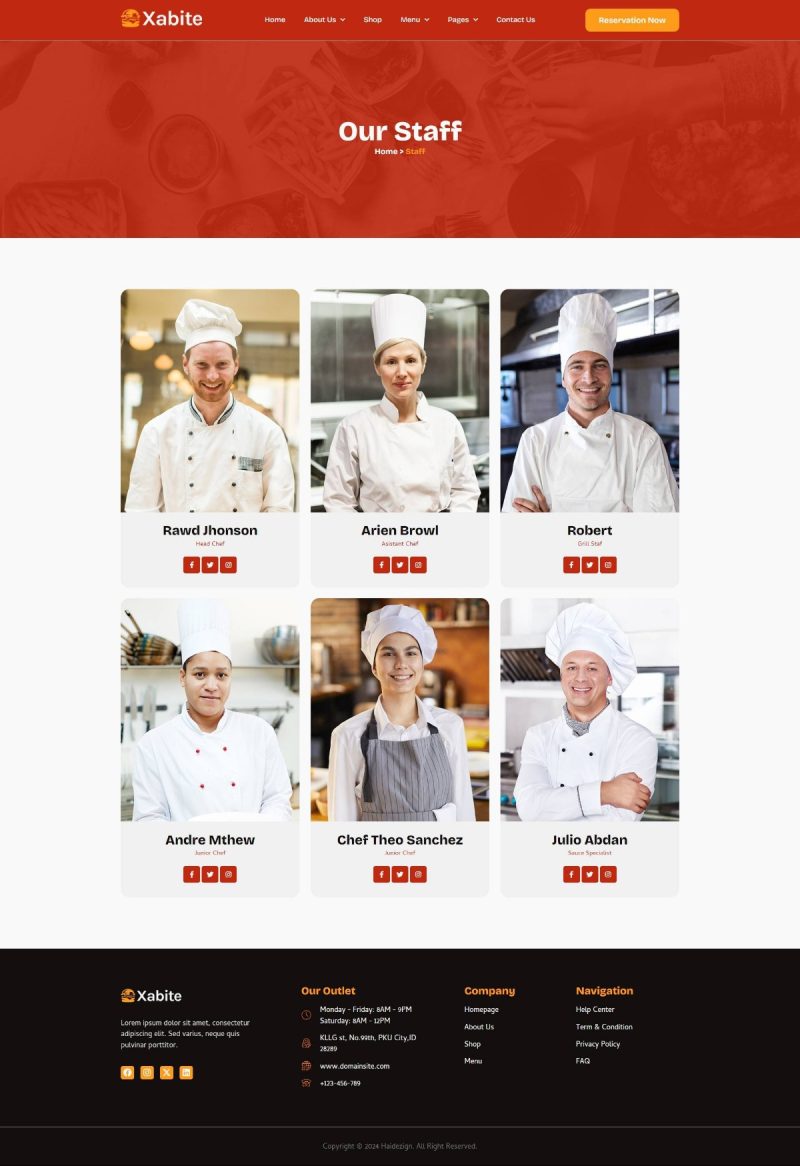 Xabite
Home About Us Shop Menu Pages Contact Us
Reservation Now
Our Staff
Home > Staff
Rawd Jhonson
Head Chef
Arien Browl
Asistant Chef
Robert
Grill Staf
Andre Mthew
Junior Chef
Chef Theo Sanchez
Junior Chef
Julio Abdan
Sauce Specialist
Xabite
Lorem ipsum dolor sit amet, consectetur
adipiscing elit. Sed varius, neque quis
pulvinar porttitor.
Our Outlet
Monday - Friday: 8AM - 9PM
Saturday: 8AM - 12PM
KLLG st, No.99th, PKU City,ID
28289
www.domainsite.com
+123-456-789
Company
Homepage
About Us
Shop
Menu
Navigation
Help Center
Term & Condition
Privacy Policy
FAQ
Copyright © 2024 Haidezign. All Right Reserved.